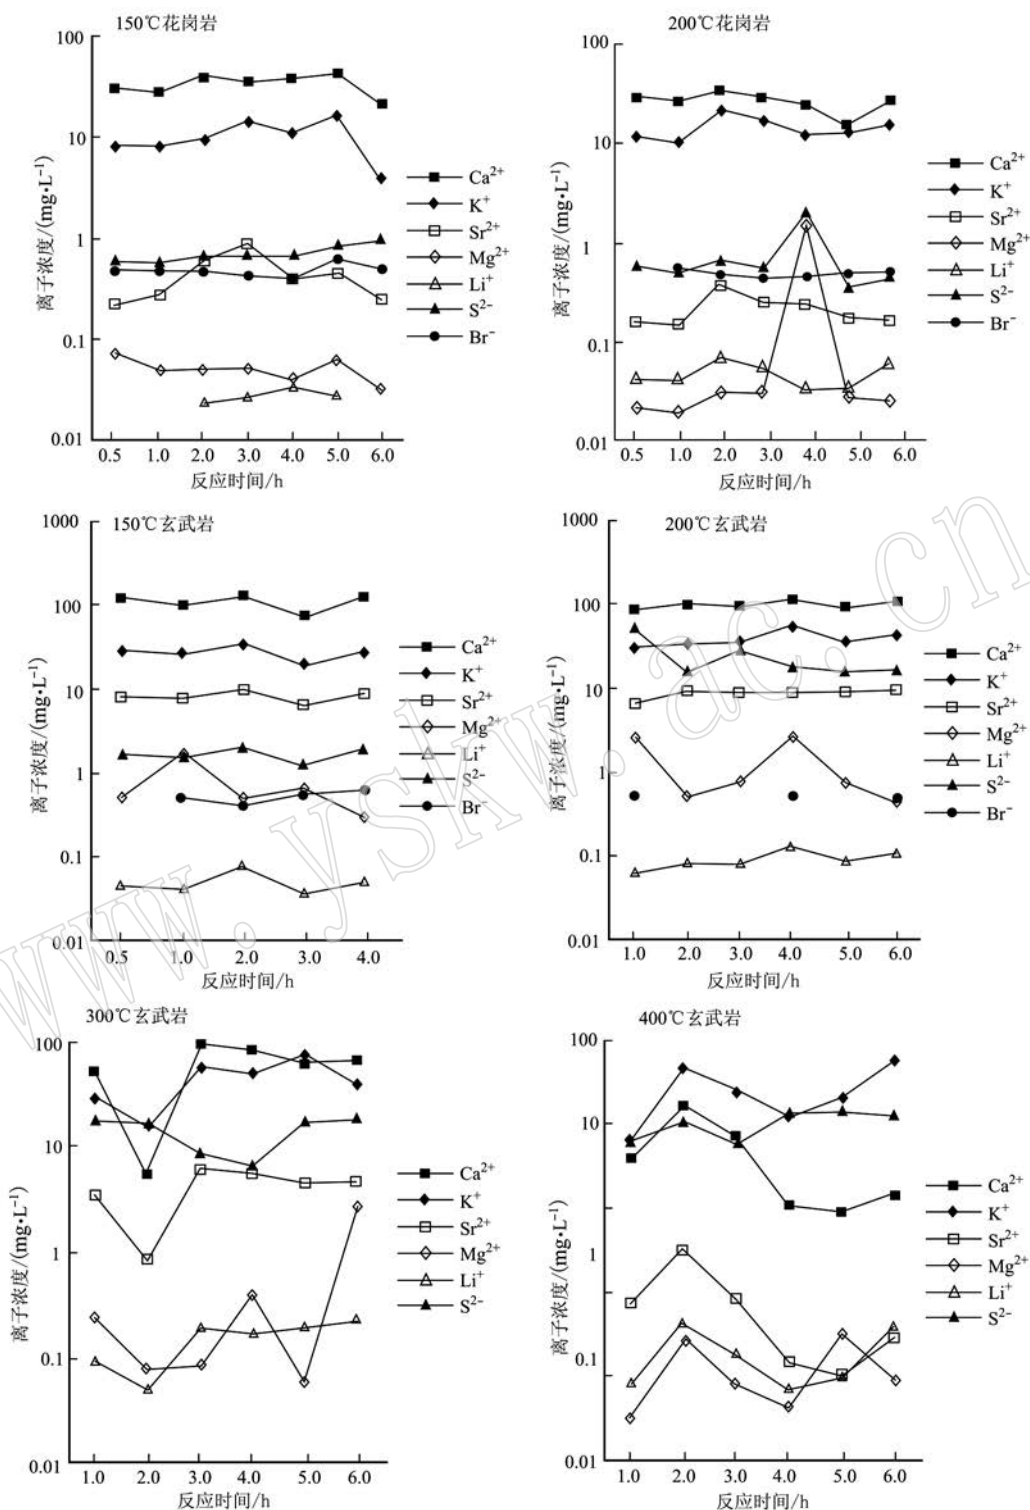 150℃花岗岩
100
10
1
0.1
0.01
离子浓度/(mg•L⁻¹)
0.5 1.0 2.0 3.0 4.0 5.0 6.0
反应时间/h
Ca²⁺
K⁺
Sr²⁺
Mg²⁺
Li⁺
S²⁻
Br⁻
200℃花岗岩
100
10
1
0.1
0.01
离子浓度/(mg•L⁻¹)
0.5 1.0 2.0 3.0 4.0 5.0 6.0
反应时间/h
Ca²⁺
K⁺
Sr²⁺
Mg²⁺
Li⁺
S²⁻
Br⁻
150℃玄武岩
1000
100
10
1
0.1
0.01
离子浓度/(mg•L⁻¹)
0.5 1.0 2.0 3.0 4.0
反应时间/h
Ca²⁺
K⁺
Sr²⁺
Mg²⁺
Li⁺
S²⁻
Br⁻
200℃玄武岩
1000
100
10
1
0.1
0.01
离子浓度/(mg•L⁻¹)
1.0 2.0 3.0 4.0 5.0 6.0
反应时间/h
Ca²⁺
K⁺
Sr²⁺
Mg²⁺
Li⁺
S²⁻
Br⁻
300℃玄武岩
100
10
1
0.1
0.01
离子浓度/(mg•L⁻¹)
1.0 2.0 3.0 4.0 5.0 6.0
反应时间/h
Ca²⁺
K⁺
Sr²⁺
Mg²⁺
Li⁺
S²⁻
400℃玄武岩
100
10
1
0.1
0.01
离子浓度/(mg•L⁻¹)
1.0 2.0 3.0 4.0 5.0 6.0
反应时间/h
Ca²⁺
K⁺
Sr²⁺
Mg²⁺
Li⁺
S²⁻
www.yskw.ac.cn